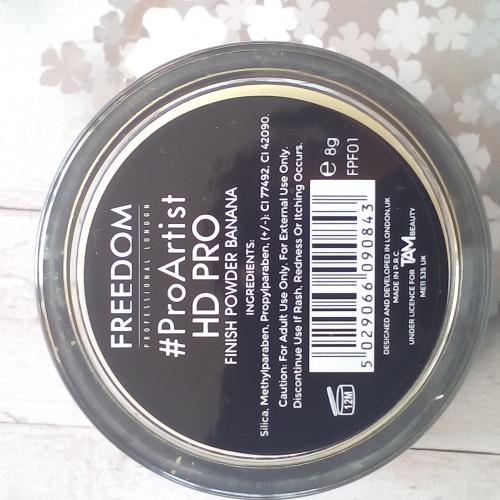 FREEDOM
PROFESSIONAL LONDON
#ProArtist
HD PRO
FINISH POWDER BANANA
INGREDIENTS:
Silica, Methylparaben, Propylparaben, (+/-): CI 77492, CI 42090.
Caution: For Adult Use Only. For External Use Only.
Discontinue Use If Rash, Redness Or Itching Occurs.
e 8g
FPF01
5 029066 090843
12M
DESIGNED AND DEVELOPED IN LONDON,UK
MADE IN P.R.C.
UNDER LICENCE FOR TAM BEAUTY
ME11 5JS UK